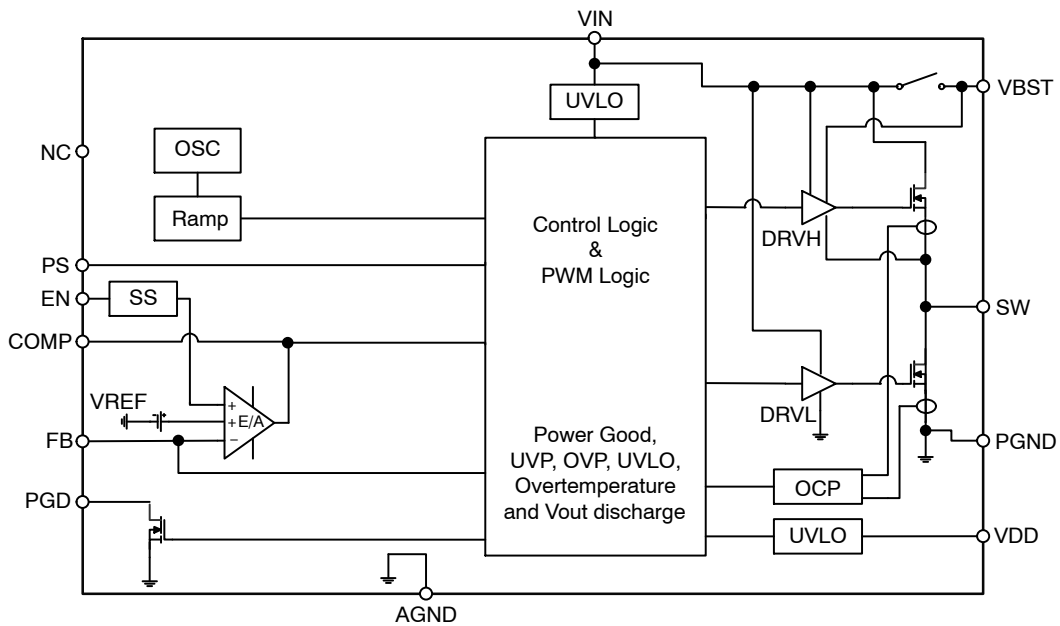 VIN
VBST
UVLO
NC
OSC
Ramp
Control Logic
&
PWM Logic
DRVH
PS
EN
SS
SW
COMP
VREF
+
+E/A
−
DRVL
FB
PGND
Power Good,
UVP, OVP, UVLO,
Overtemperature
and Vout discharge
OCP
PGD
UVLO
VDD
AGND